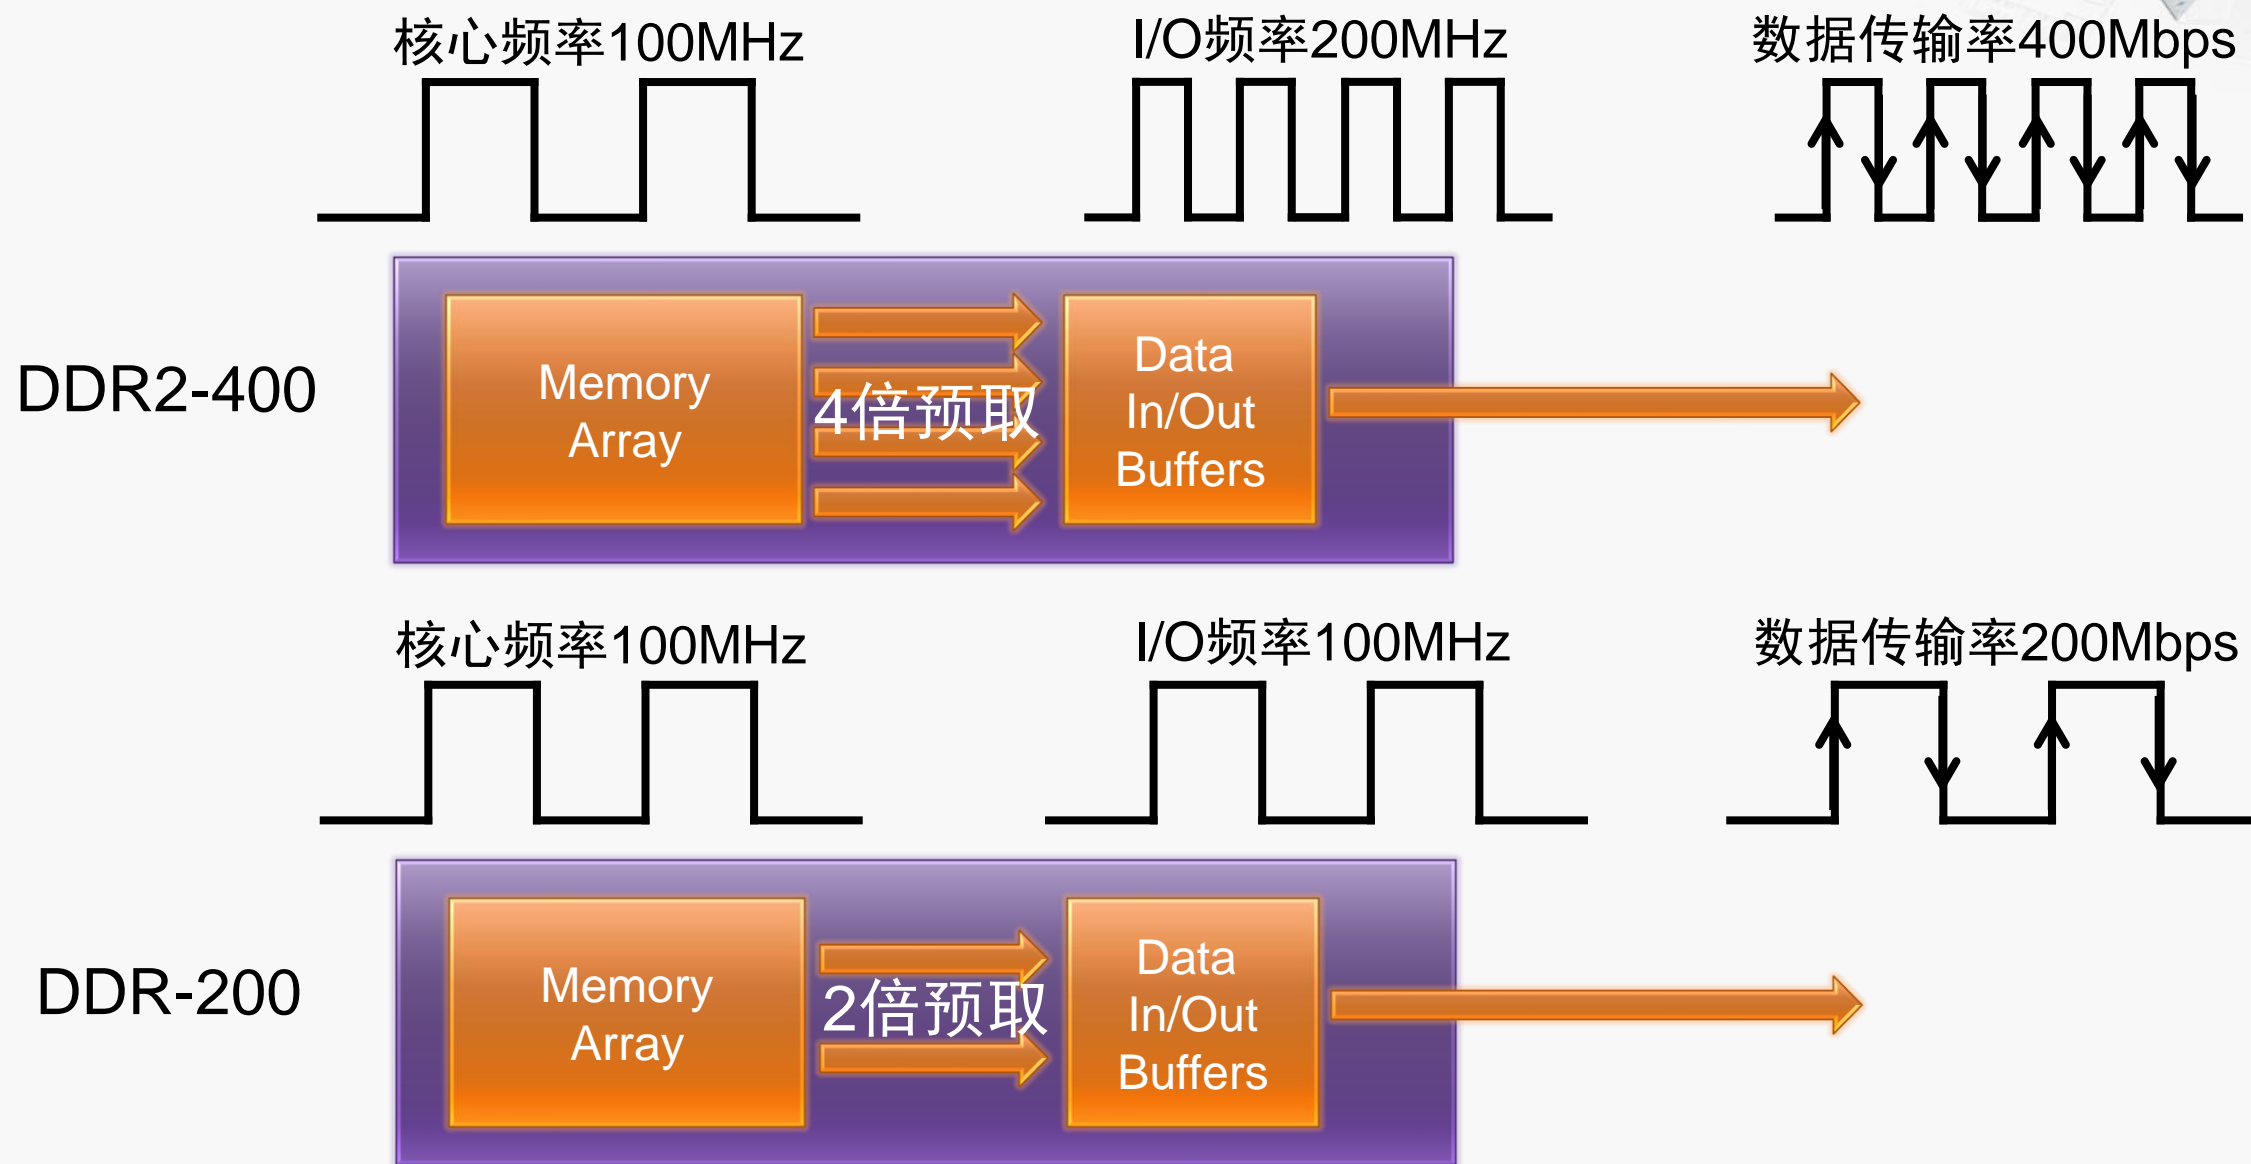 核心频率100MHz
I/O频率200MHz
数据传输率400Mbps
DDR2-400
Memory
Array
4倍预取
Data
In/Out
Buffers
核心频率100MHz
I/O频率100MHz
数据传输率200Mbps
DDR-200
Memory
Array
2倍预取
Data
In/Out
Buffers